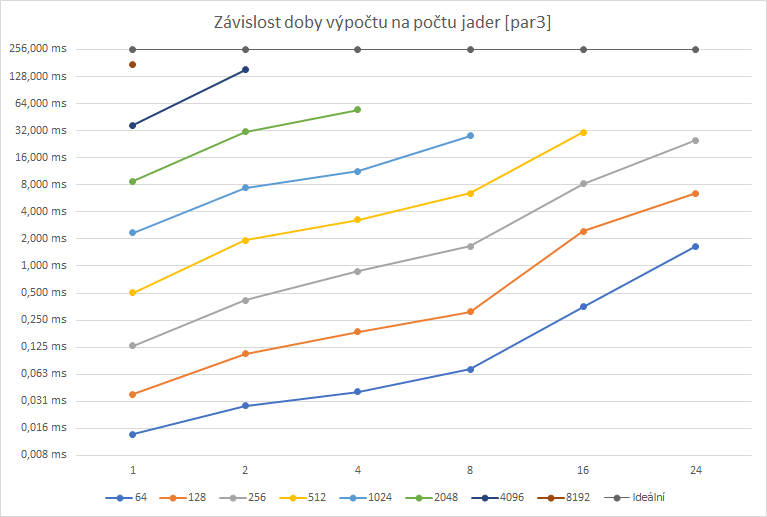 Závislost doby výpočtu na počtu jader [par3]
256,000 ms
128,000 ms
64,000 ms
32,000 ms
16,000 ms
8,000 ms
4,000 ms
2,000 ms
1,000 ms
0,500 ms
0,250 ms
0,125 ms
0,063 ms
0,031 ms
0,016 ms
0,008 ms
1 2 4 8 16 24
64 128 256 512 1024 2048 4096 8192 Ideální